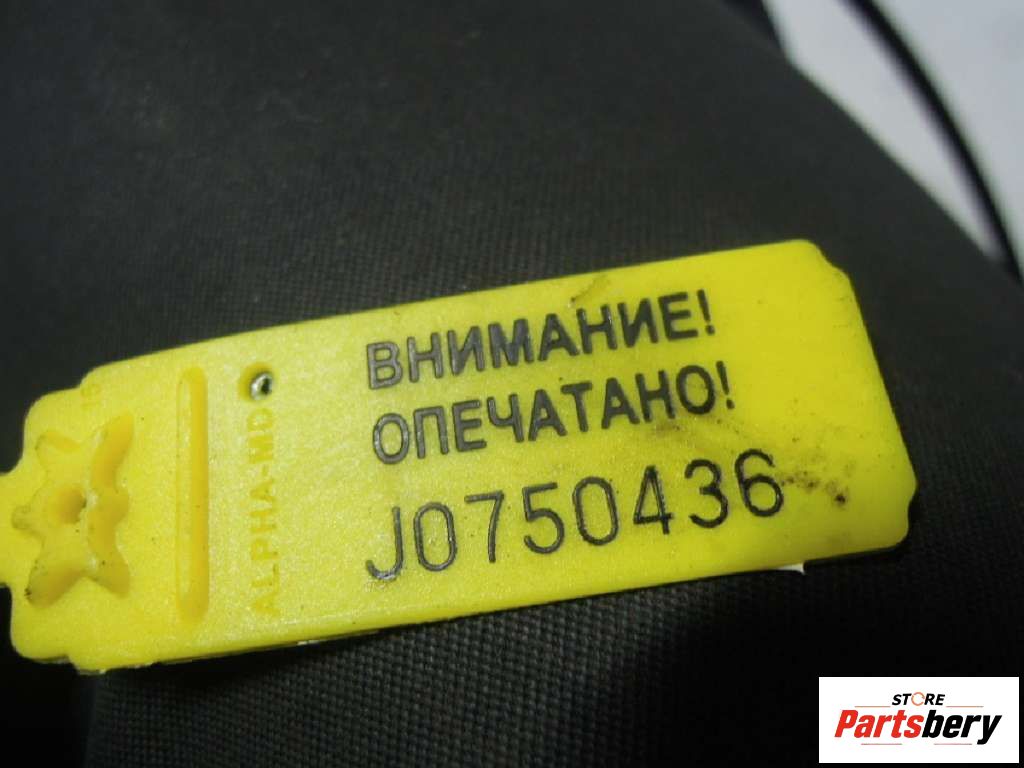 ВНИМАНИЕ!
ОПЕЧАТАНО!
J0750436
ALPHA-MD
STORE
Partsbery